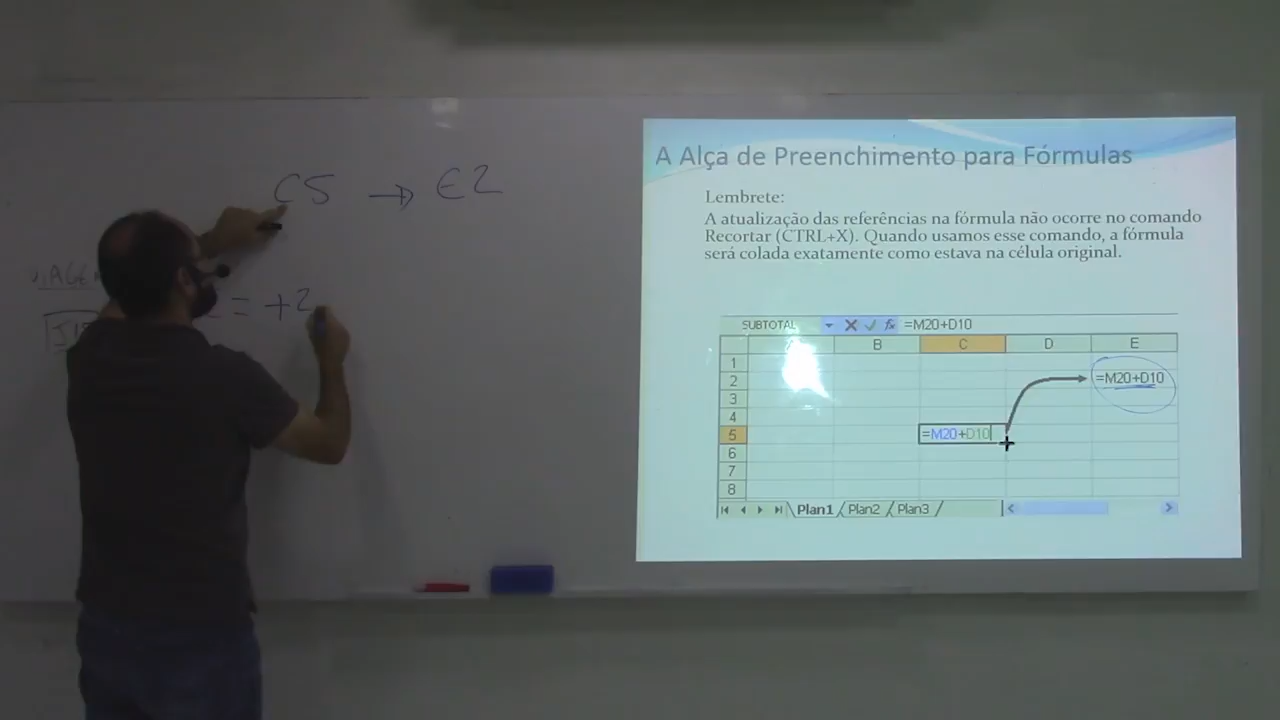 C5 → E2
= +2
A Alça de Preenchimento para Fórmulas
Lembrete:
A atualização das referências na fórmula não ocorre no comando
Recortar (CTRL+X). Quando usamos esse comando, a fórmula
será colada exatamente como estava na célula original.
SUBTOTAL =M20+D10
B C D E
1
2 =M20+D10
3
4
5 =M20+D10
6
7
8
Plan1 Plan2 Plan3